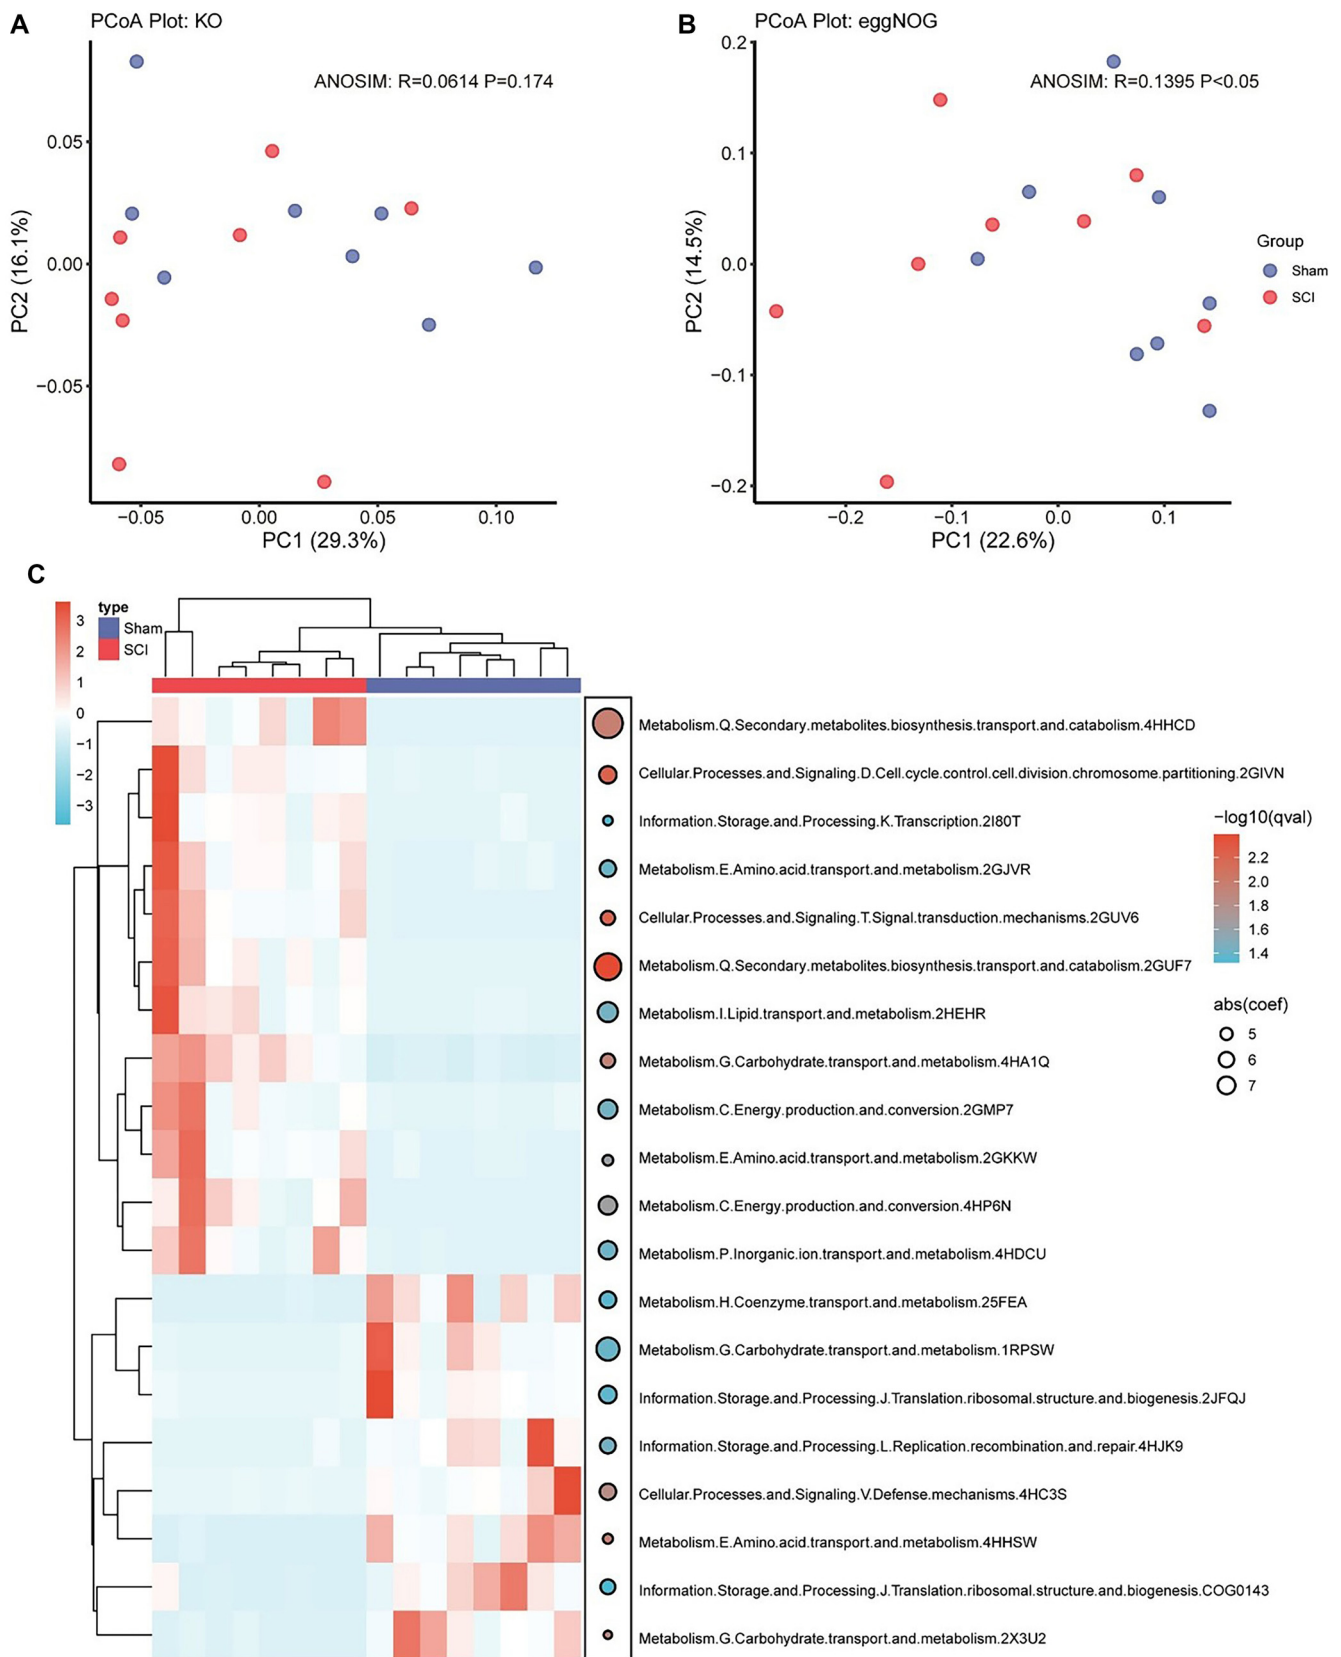 A
PCoA Plot: KO
ANOSIM: R=0.0614 P=0.174
0.05
0.00
−0.05
PC2 (16.1%)
−0.05
0.00
0.05
0.10
PC1 (29.3%)
B
PCoA Plot: eggNOG
ANOSIM: R=0.1395 P<0.05
0.2
0.1
0.0
−0.1
−0.2
PC2 (14.5%)
−0.2
−0.1
0.0
0.1
PC1 (22.6%)
Group
Sham
SCI
C
3
2
1
0
−1
−2
−3
type
Sham
SCI
Metabolism.Q.Secondary.metabolites.biosynthesis.transport.and.catabolism.4HHCD
Cellular.Processes.and.Signaling.D.Cell.cycle.control.cell.division.chromosome.partitioning.2GIVN
Information.Storage.and.Processing.K.Transcription.2I80T
Metabolism.E.Amino.acid.transport.and.metabolism.2GJVR
Cellular.Processes.and.Signaling.T.Signal.transduction.mechanisms.2GUV6
Metabolism.Q.Secondary.metabolites.biosynthesis.transport.and.catabolism.2GUF7
Metabolism.I.Lipid.transport.and.metabolism.2HEHR
Metabolism.G.Carbohydrate.transport.and.metabolism.4HA1Q
Metabolism.C.Energy.production.and.conversion.2GMP7
Metabolism.E.Amino.acid.transport.and.metabolism.2GKKW
Metabolism.C.Energy.production.and.conversion.4HP6N
Metabolism.P.Inorganic.ion.transport.and.metabolism.4HDCU
Metabolism.H.Coenzyme.transport.and.metabolism.25FEA
Metabolism.G.Carbohydrate.transport.and.metabolism.1RPSW
Information.Storage.and.Processing.J.Translation.ribosomal.structure.and.biogenesis.2JFQJ
Information.Storage.and.Processing.L.Replication.recombination.and.repair.4HJK9
Cellular.Processes.and.Signaling.V.Defense.mechanisms.4HC3S
Metabolism.E.Amino.acid.transport.and.metabolism.4HHSW
Information.Storage.and.Processing.J.Translation.ribosomal.structure.and.biogenesis.COG0143
Metabolism.G.Carbohydrate.transport.and.metabolism.2X3U2
−log10(qval)
2.2
2.0
1.8
1.6
1.4
abs(coef)
5
6
7